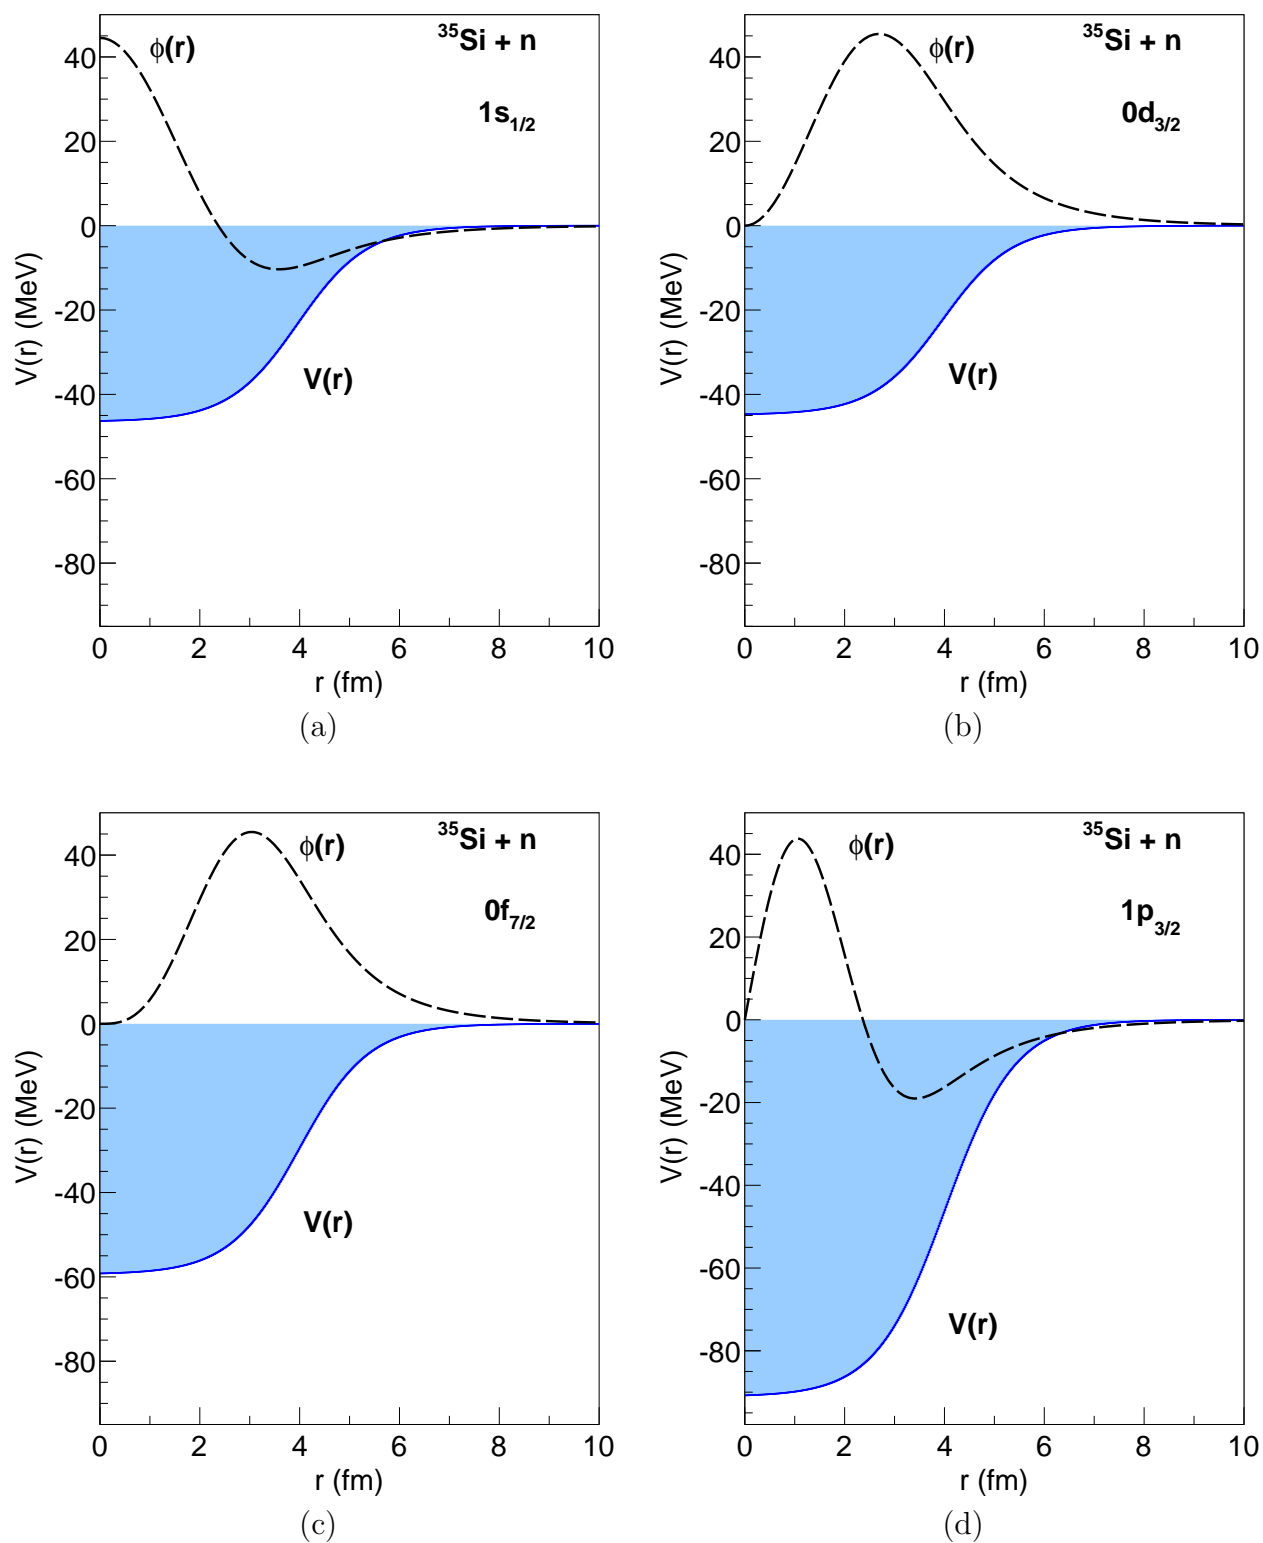 ϕ(r)
³⁵Si + n
1s₁/₂
V(r)
V(r) (MeV)
40
20
0
-20
-40
-60
-80
0 2 4 6 8 10
r (fm)
(a)
ϕ(r)
³⁵Si + n
0d₃/₂
V(r)
V(r) (MeV)
40
20
0
-20
-40
-60
-80
0 2 4 6 8 10
r (fm)
(b)
ϕ(r)
³⁵Si + n
0f₇/₂
V(r)
V(r) (MeV)
40
20
0
-20
-40
-60
-80
0 2 4 6 8 10
r (fm)
(c)
ϕ(r)
³⁵Si + n
1p₃/₂
V(r)
V(r) (MeV)
40
20
0
-20
-40
-60
-80
0 2 4 6 8 10
r (fm)
(d)